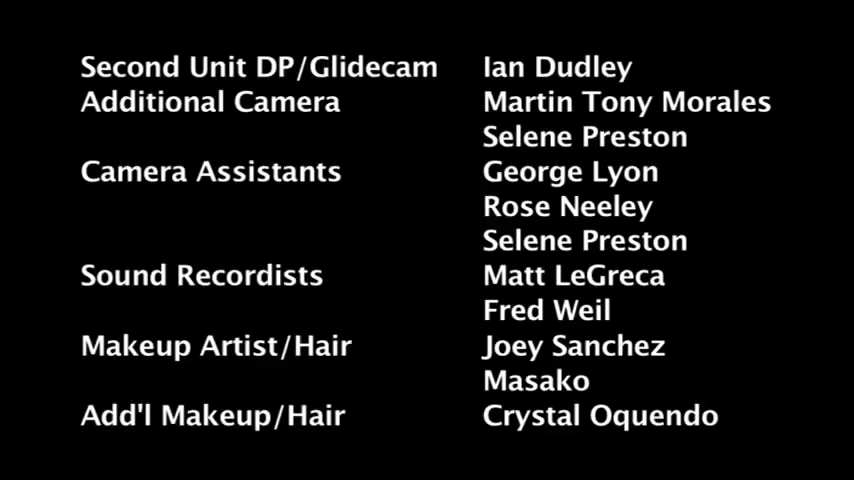 Second Unit DP/Glidecam Ian Dudley
Additional Camera Martin Tony Morales
Selene Preston
Camera Assistants George Lyon
Rose Neeley
Selene Preston
Sound Recordists Matt LeGreca
Fred Weil
Makeup Artist/Hair Joey Sanchez
Masako
Add'l Makeup/Hair Crystal Oquendo